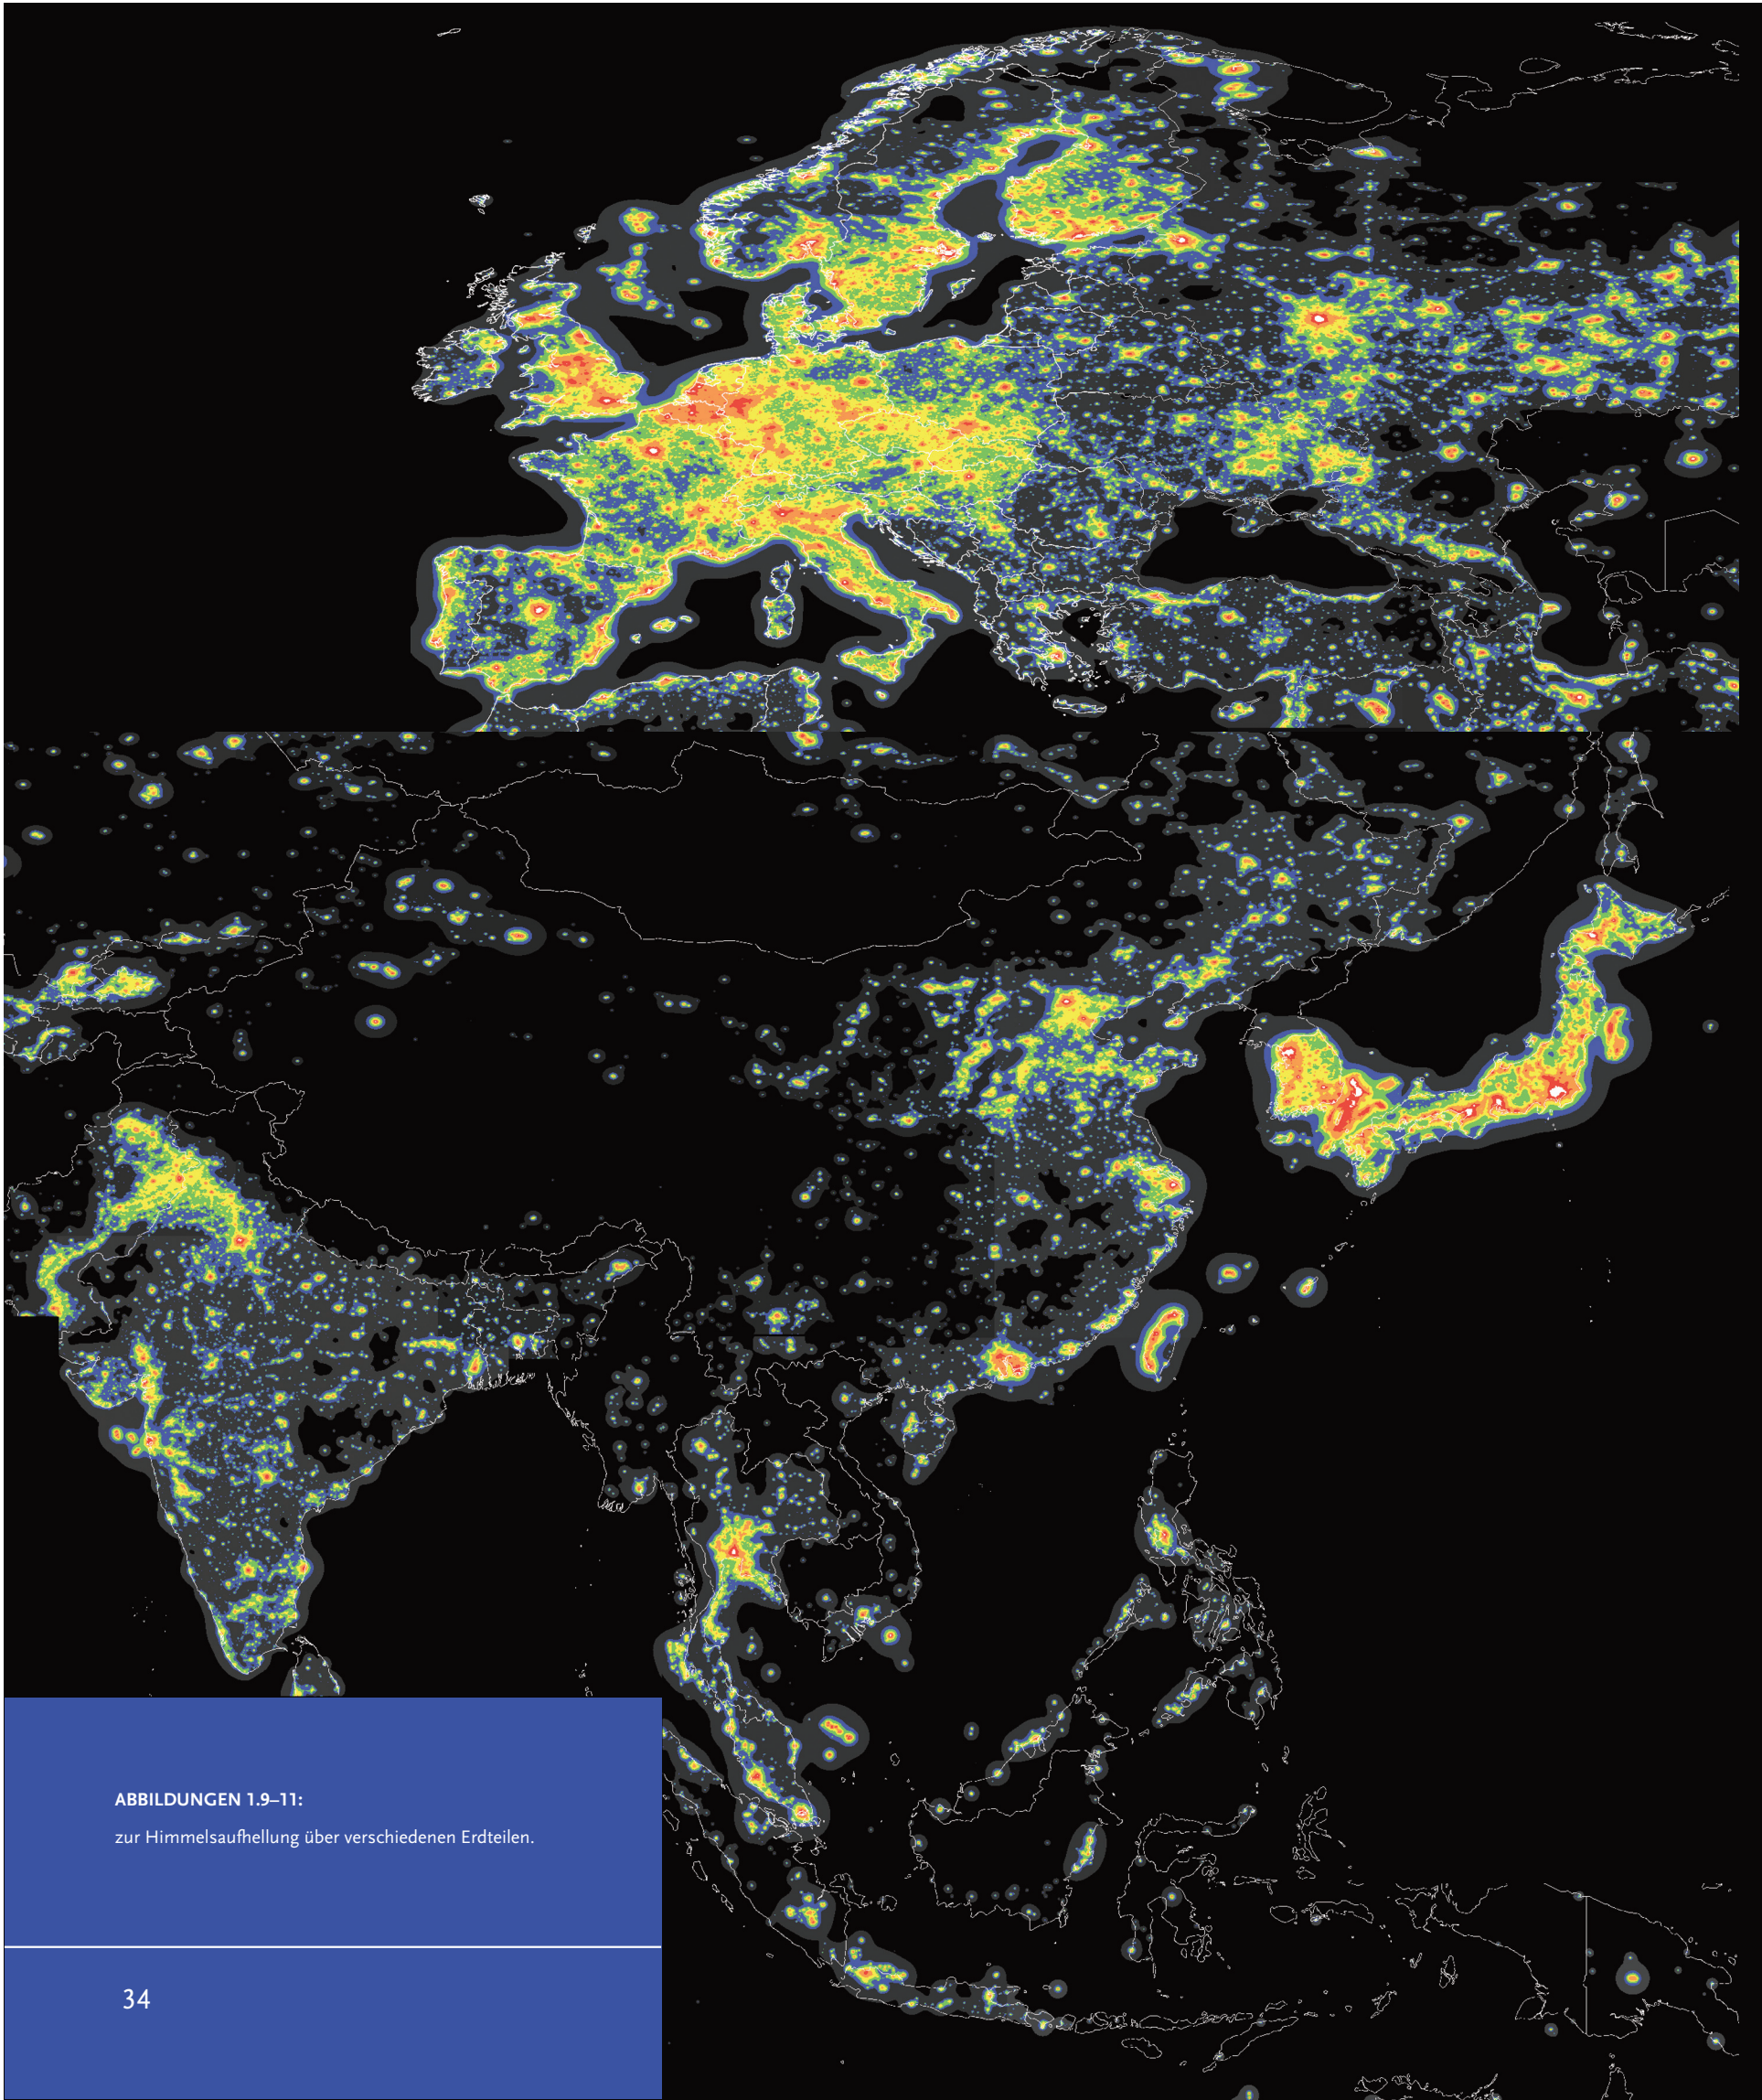 ABBILDUNGEN 1.9–11:
zur Himmelsaufhellung über verschiedenen Erdteilen.
34